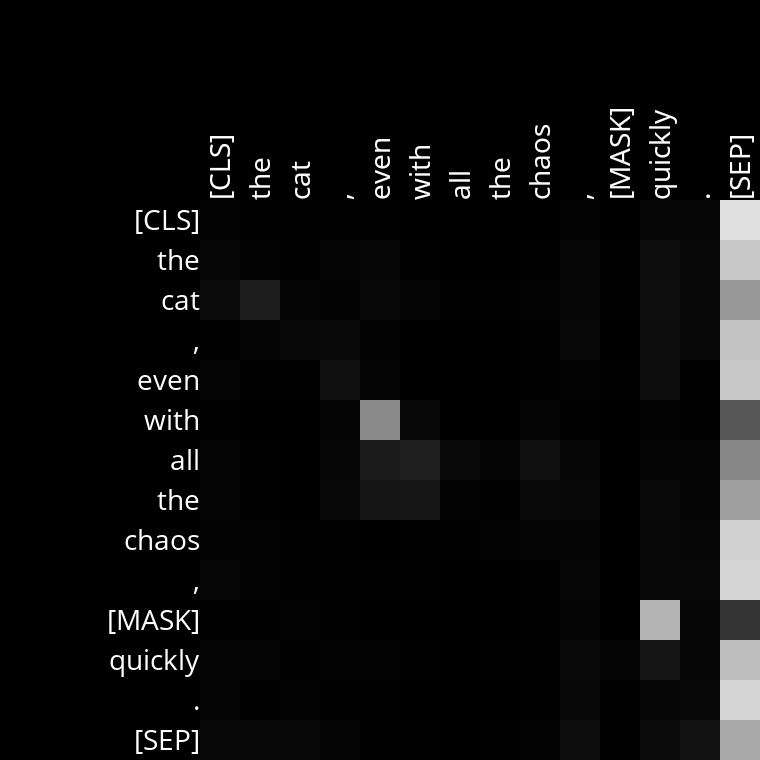 [CLS] the cat , even with all the chaos , [MASK] quickly . [SEP]
[CLS]
the
cat
,
even
with
all
the
chaos
,
[MASK]
quickly
.
[SEP]